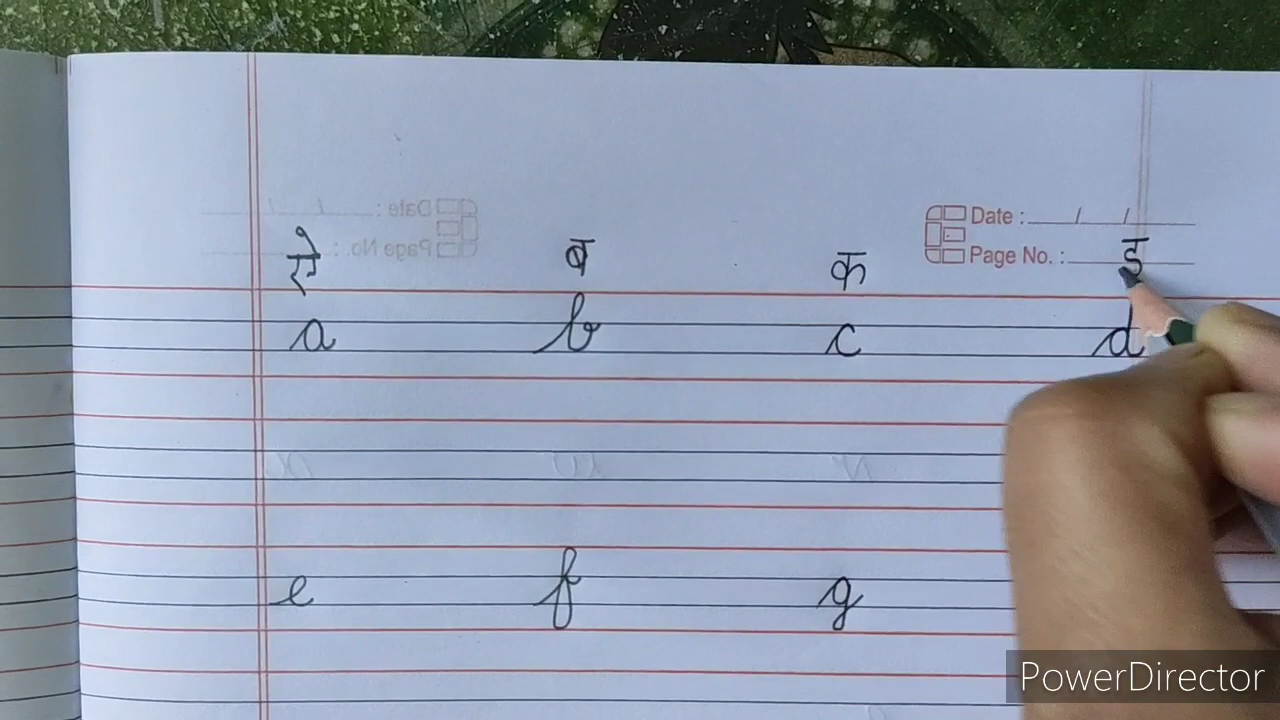 Date : / /
Page No. :
ब क ड
a b c d
e f g
PowerDirector